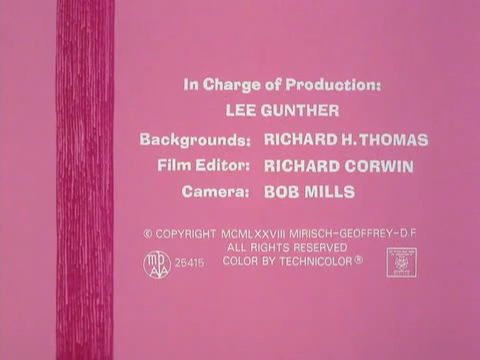 In Charge of Production:
LEE GUNTHER
Backgrounds: RICHARD H. THOMAS
Film Editor: RICHARD CORWIN
Camera: BOB MILLS
© COPYRIGHT MCMLXXVIII MIRISCH-GEOFFREY-D.F.
ALL RIGHTS RESERVED
MPAA 25415 COLOR BY TECHNICOLOR®